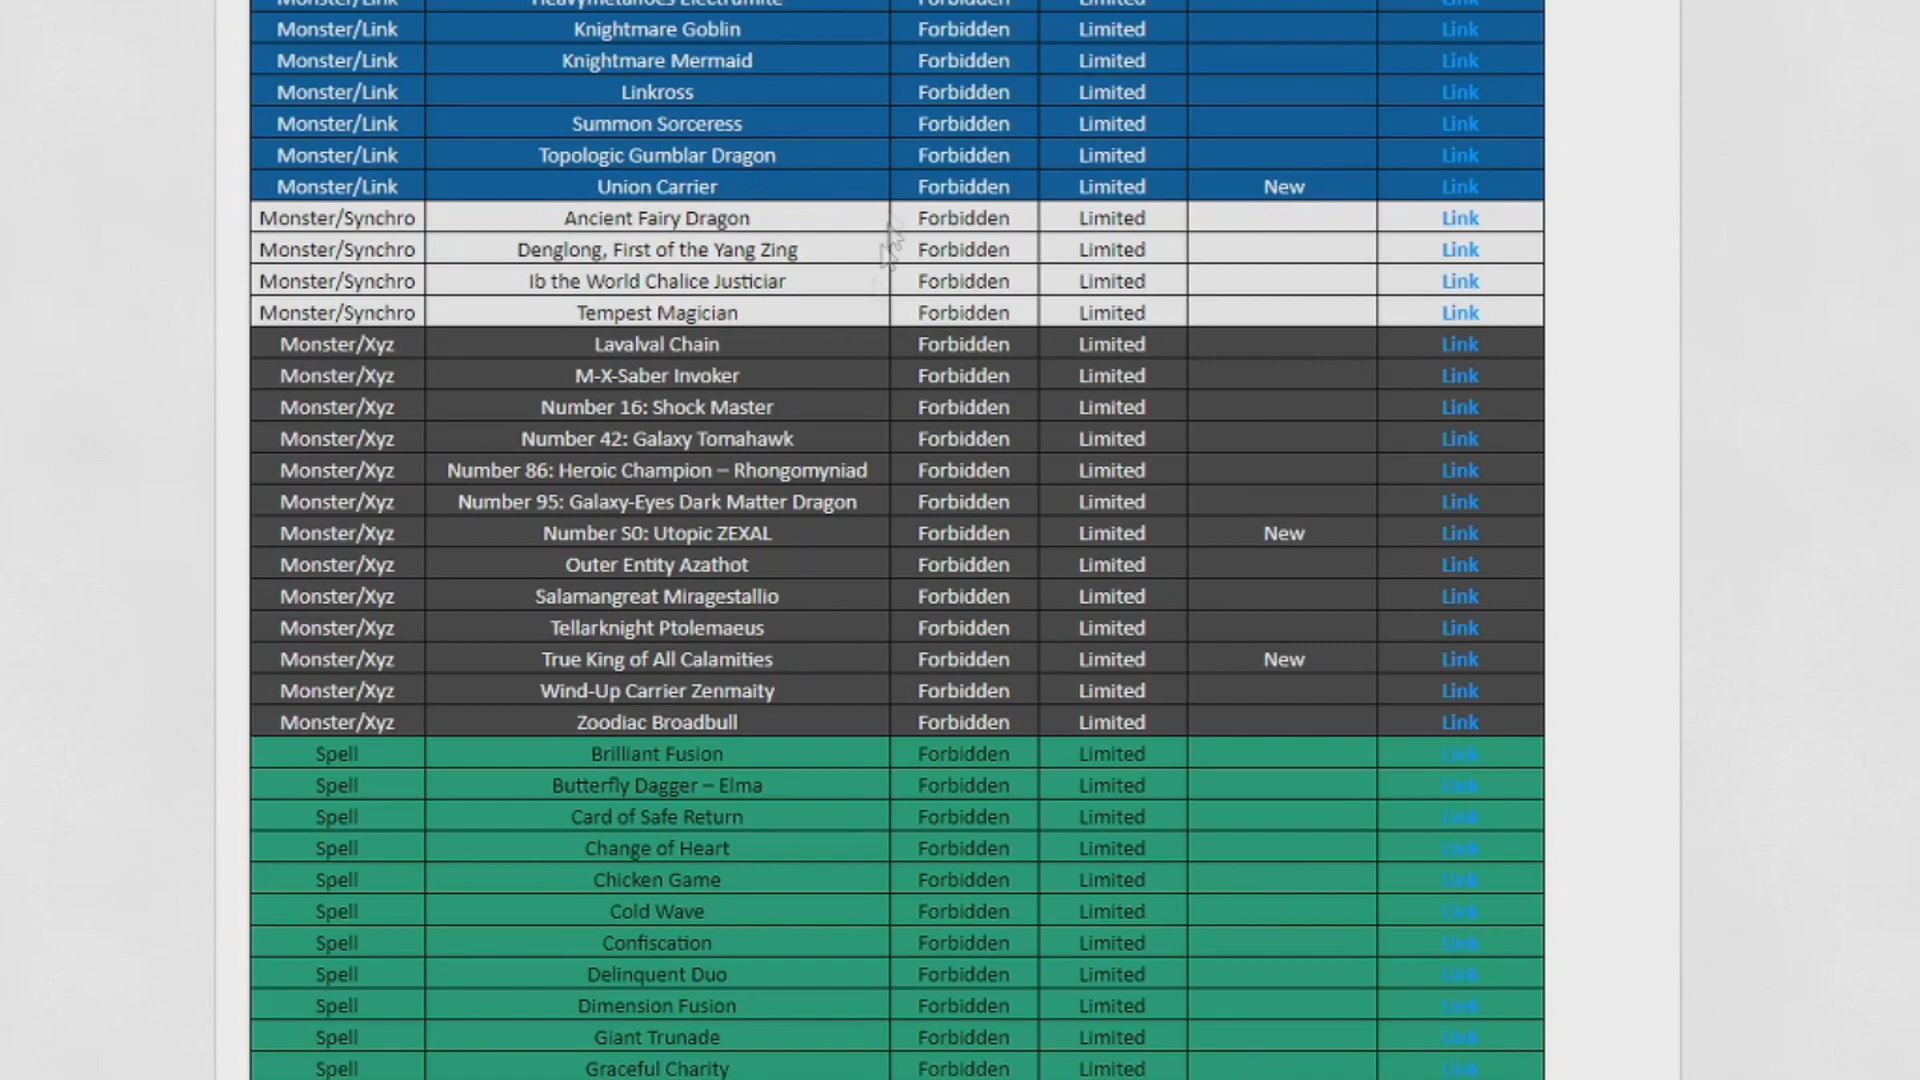 Monster/Link Heavymetalfoes Electrumite Forbidden Limited Link
Monster/Link Knightmare Goblin Forbidden Limited Link
Monster/Link Knightmare Mermaid Forbidden Limited Link
Monster/Link Linkross Forbidden Limited Link
Monster/Link Summon Sorceress Forbidden Limited Link
Monster/Link Topologic Gumblar Dragon Forbidden Limited Link
Monster/Link Union Carrier Forbidden Limited New Link
Monster/Synchro Ancient Fairy Dragon Forbidden Limited Link
Monster/Synchro Denglong, First of the Yang Zing Forbidden Limited Link
Monster/Synchro Ib the World Chalice Justiciar Forbidden Limited Link
Monster/Synchro Tempest Magician Forbidden Limited Link
Monster/Xyz Lavalval Chain Forbidden Limited Link
Monster/Xyz M-X-Saber Invoker Forbidden Limited Link
Monster/Xyz Number 16: Shock Master Forbidden Limited Link
Monster/Xyz Number 42: Galaxy Tomahawk Forbidden Limited Link
Monster/Xyz Number 86: Heroic Champion – Rhongomyniad Forbidden Limited Link
Monster/Xyz Number 95: Galaxy-Eyes Dark Matter Dragon Forbidden Limited Link
Monster/Xyz Number S0: Utopic ZEXAL Forbidden Limited New Link
Monster/Xyz Outer Entity Azathot Forbidden Limited Link
Monster/Xyz Salamangreat Miragestallio Forbidden Limited Link
Monster/Xyz Tellarknight Ptolemaeus Forbidden Limited Link
Monster/Xyz True King of All Calamities Forbidden Limited New Link
Monster/Xyz Wind-Up Carrier Zenmaity Forbidden Limited Link
Monster/Xyz Zoodiac Broadbull Forbidden Limited Link
Spell Brilliant Fusion Forbidden Limited Link
Spell Butterfly Dagger – Elma Forbidden Limited Link
Spell Card of Safe Return Forbidden Limited Link
Spell Change of Heart Forbidden Limited Link
Spell Chicken Game Forbidden Limited Link
Spell Cold Wave Forbidden Limited Link
Spell Confiscation Forbidden Limited Link
Spell Delinquent Duo Forbidden Limited Link
Spell Dimension Fusion Forbidden Limited Link
Spell Giant Trunade Forbidden Limited Link
Spell Graceful Charity Forbidden Limited Link